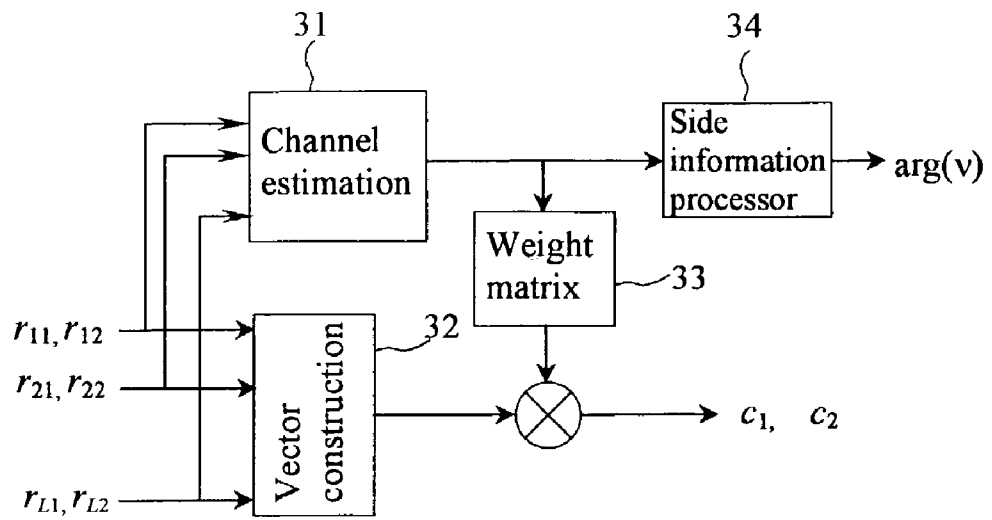 31
34
Channel
estimation
Side
information
processor
arg(ν)
Weight
matrix
33
r11, r12
32
r21, r22
Vector
construction
c1, c2
rL1, rL2